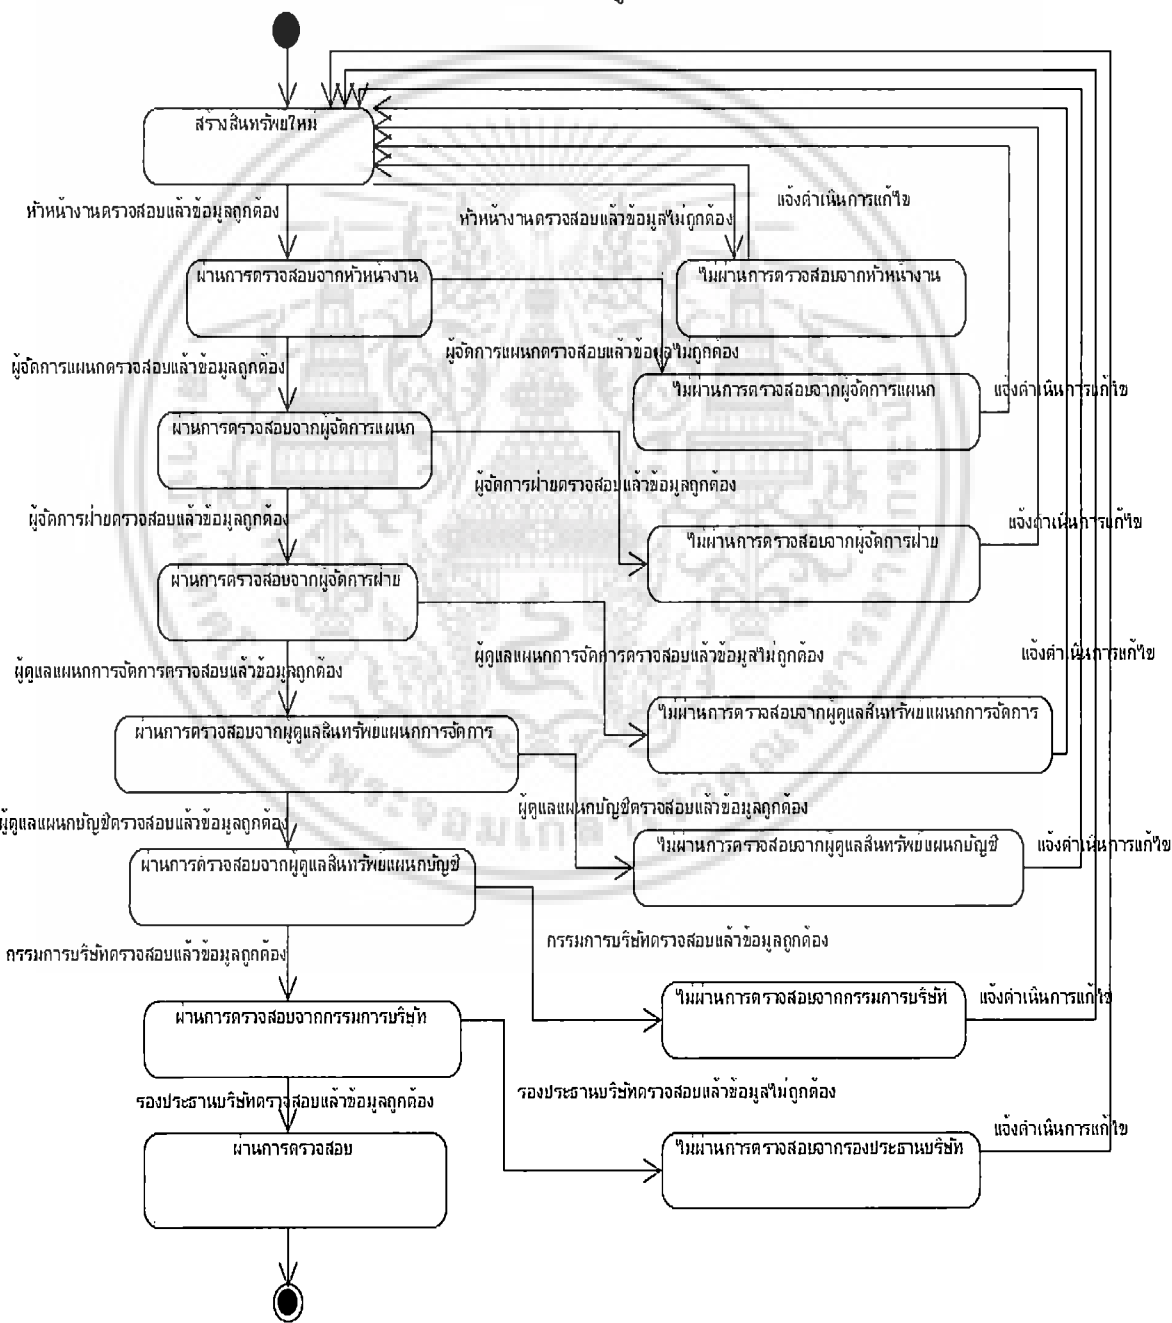 สร้างสินทรัพย์ใหม่
หัวหน้างานตรวจสอบแล้วข้อมูลถูกต้อง
หัวหน้างานตรวจสอบแล้วข้อมูลไม่ถูกต้อง
แจ้งดำเนินการแก้ไข
ผ่านการตรวจสอบจากหัวหน้างาน
ไม่ผ่านการตรวจสอบจากหัวหน้างาน
ผู้จัดการแผนกตรวจสอบแล้วข้อมูลถูกต้อง
ผู้จัดการแผนกตรวจสอบแล้วข้อมูลไม่ถูกต้อง
ไม่ผ่านการตรวจสอบจากผู้จัดการแผนก
แจ้งดำเนินการแก้ไข
ผ่านการตรวจสอบจากผู้จัดการแผนก
ผู้จัดการฝ่ายตรวจสอบแล้วข้อมูลถูกต้อง
ผู้จัดการฝ่ายตรวจสอบแล้วข้อมูลถูกต้อง
ไม่ผ่านการตรวจสอบจากผู้จัดการฝ่าย
แจ้งดำเนินการแก้ไข
ผ่านการตรวจสอบจากผู้จัดการฝ่าย
ผู้ดูแลแผนกการจัดการตรวจสอบแล้วข้อมูลถูกต้อง
ผู้ดูแลแผนกการจัดการตรวจสอบแล้วข้อมูลไม่ถูกต้อง
แจ้งดำเนินการแก้ไข
ผ่านการตรวจสอบจากผู้ดูแลสินทรัพย์แผนกการจัดการ
ไม่ผ่านการตรวจสอบจากผู้ดูแลสินทรัพย์แผนกการจัดการ
ผู้ดูแลแผนกบัญชีตรวจสอบแล้วข้อมูลถูกต้อง
ผู้ดูแลแผนกบัญชีตรวจสอบแล้วข้อมูลถูกต้อง
ผ่านการตรวจสอบจากผู้ดูแลสินทรัพย์แผนกบัญชี
ไม่ผ่านการตรวจสอบจากผู้ดูแลสินทรัพย์แผนกบัญชี
แจ้งดำเนินการแก้ไข
กรรมการบริษัทตรวจสอบแล้วข้อมูลถูกต้อง
กรรมการบริษัทตรวจสอบแล้วข้อมูลถูกต้อง
ผ่านการตรวจสอบจากกรรมการบริษัท
ไม่ผ่านการตรวจสอบจากกรรมการบริษัท
แจ้งดำเนินการแก้ไข
รองประธานบริษัทตรวจสอบแล้วข้อมูลถูกต้อง
รองประธานบริษัทตรวจสอบแล้วข้อมูลไม่ถูกต้อง
ผ่านการตรวจสอบ
ไม่ผ่านการตรวจสอบจากรองประธานบริษัท
แจ้งดำเนินการแก้ไข